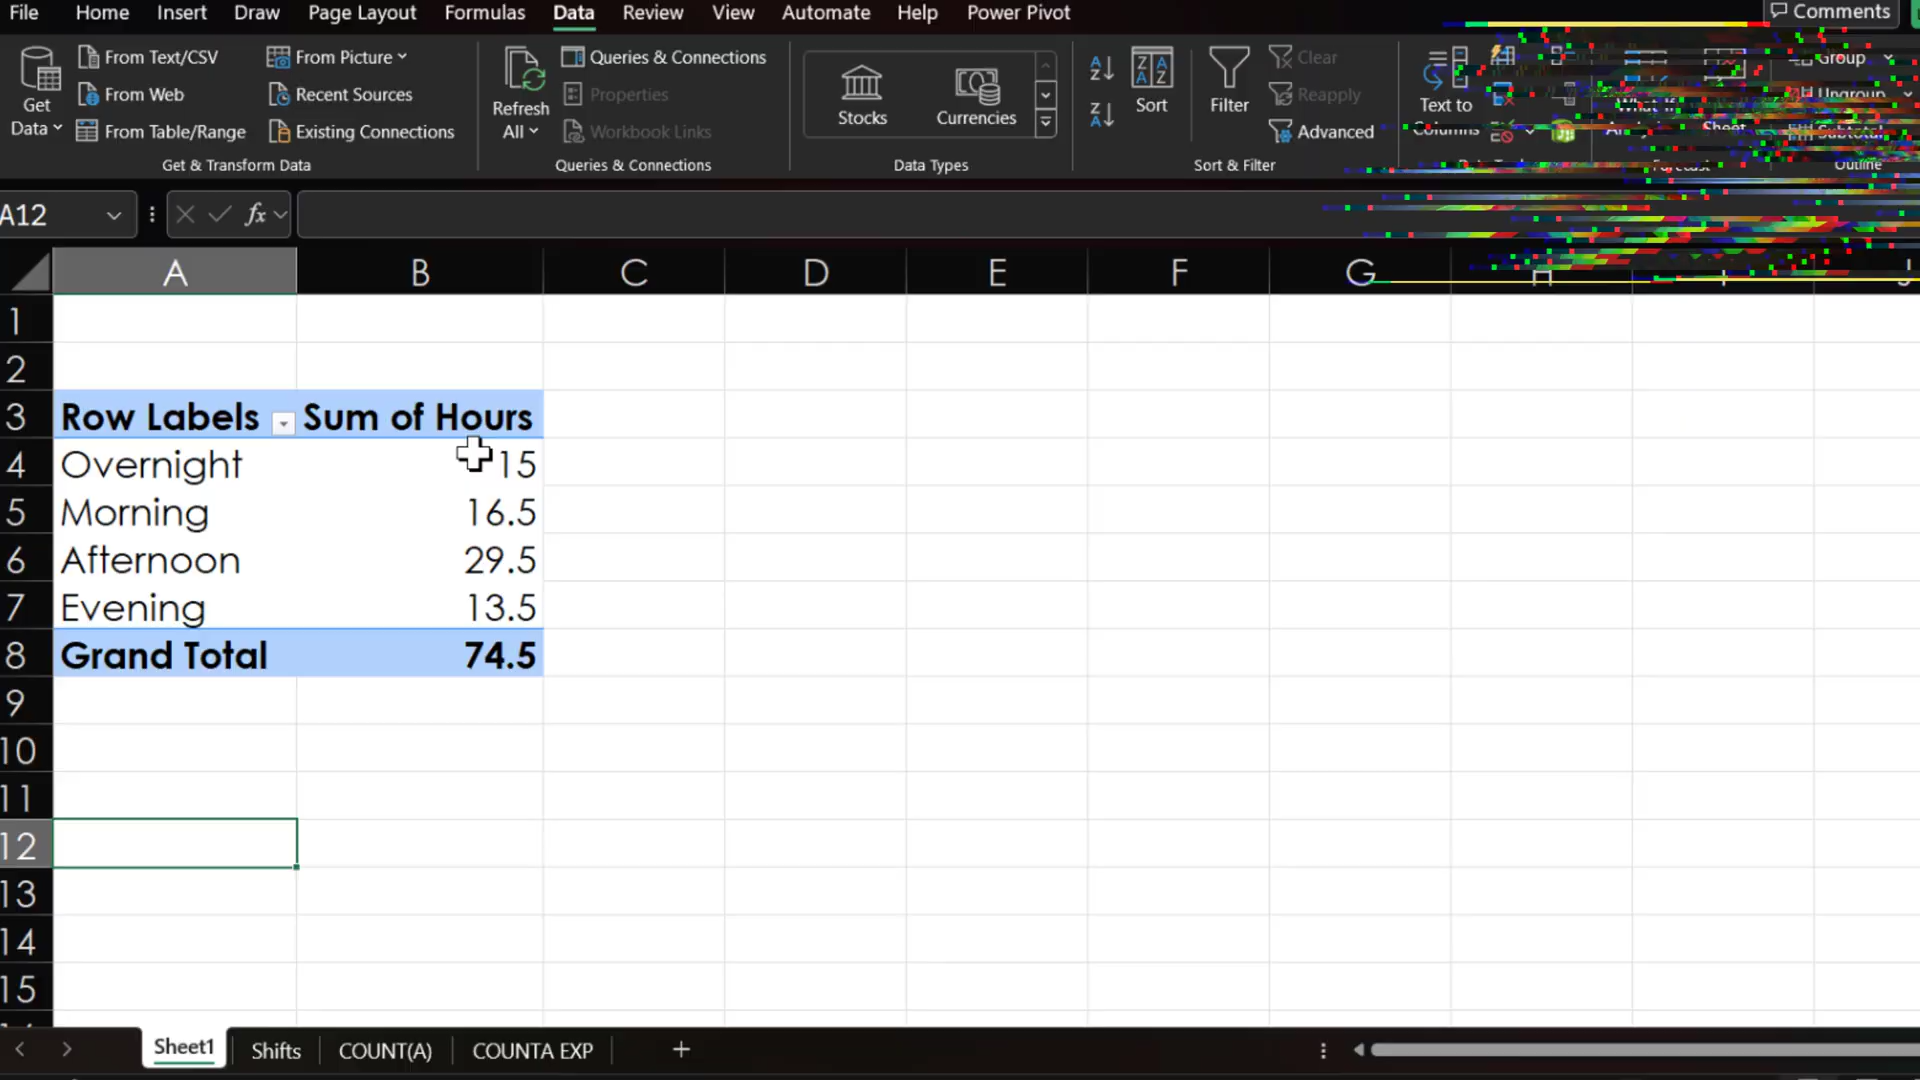 File Home Insert Draw Page Layout Formulas Data Review View Automate Help Power Pivot Comments
Get Data
From Text/CSV
From Web
From Table/Range
From Picture
Recent Sources
Existing Connections
Get & Transform Data
Refresh All
Queries & Connections
Properties
Workbook Links
Queries & Connections
Stocks
Currencies
Data Types
Sort
Filter
Clear
Reapply
Advanced
Sort & Filter
Text to
Columns
Group
Ungroup
Subtotal
Outline
A12 fx
A B C D E F G
1
2
3 Row Labels Sum of Hours
4 Overnight 15
5 Morning 16.5
6 Afternoon 29.5
7 Evening 13.5
8 Grand Total 74.5
9
10
11
12
13
14
15
Sheet1 Shifts COUNT(A) COUNTA EXP +